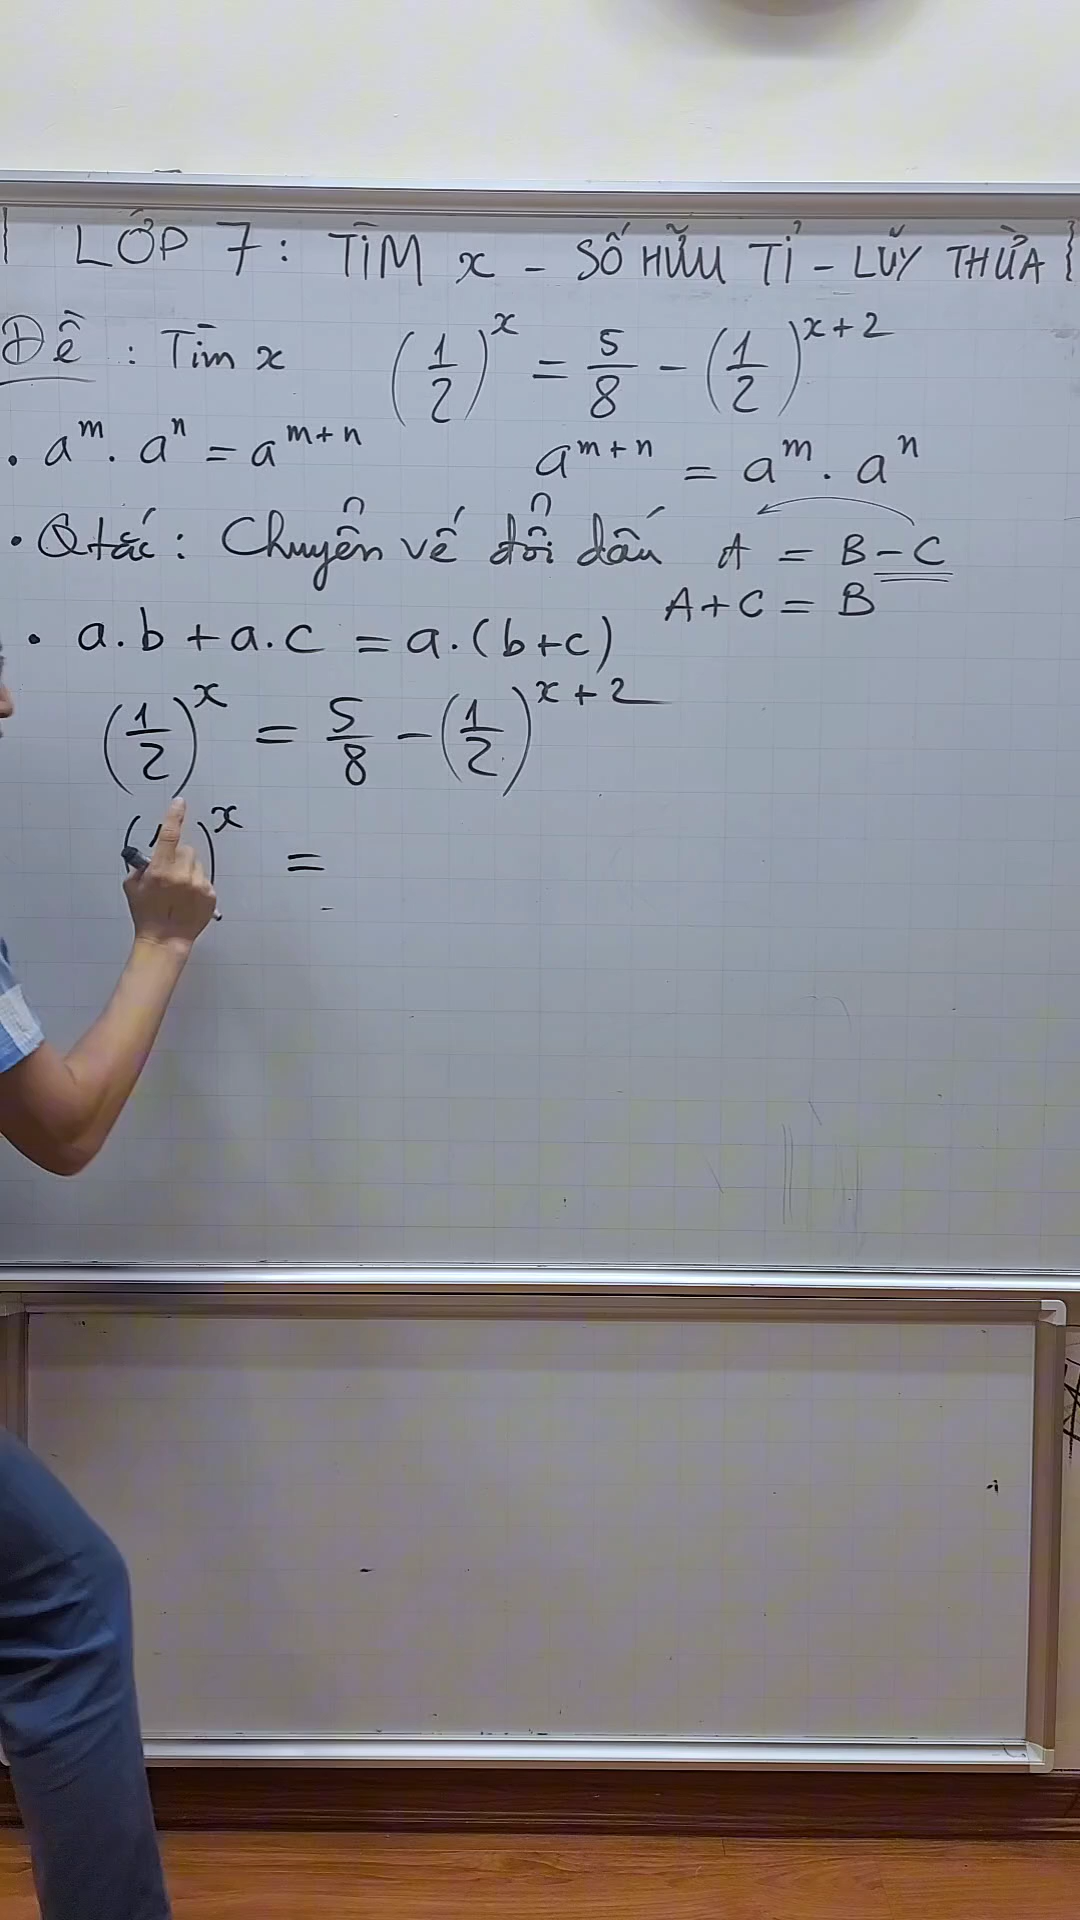 LỚP 7: TÌM x - SỐ HỮU TỈ - LŨY THỪA
Đề: Tìm x (1/2)^x = 5/8 - (1/2)^(x+2)
• a^m . a^n = a^(m+n) a^(m+n) = a^m . a^n
• Qtắc: Chuyển vế đổi dấu A = B - C
A + C = B
• a.b + a.c = a.(b+c)
(1/2)^x = 5/8 - (1/2)^(x+2)
( )^x =